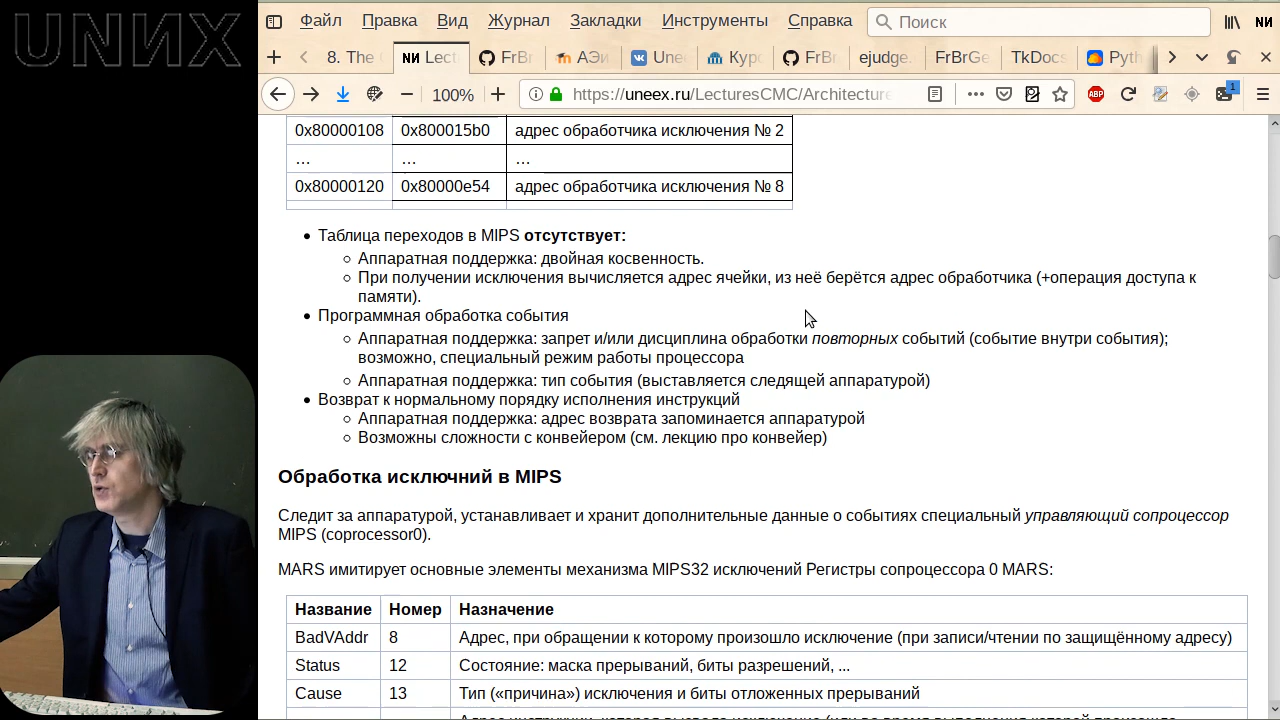 UNИX
Файл Правка Вид Журнал Закладки Инструменты Справка Поиск
8. The Lect FrBr АЭи Unee Кур FrBr ejudge. FrBrGe TkDocs Pyth
100% https://uneex.ru/LecturesCMC/Architecture ABP 1
0x80000108 0x800015b0 адрес обработчика исключения № 2
… … …
0x80000120 0x80000e54 адрес обработчика исключения № 8
Таблица переходов в MIPS отсутствует:
Аппаратная поддержка: двойная косвенность.
При получении исключения вычисляется адрес ячейки, из неё берётся адрес обработчика (+операция доступа к
памяти).
Программная обработка события
Аппаратная поддержка: запрет и/или дисциплина обработки повторных событий (событие внутри события);
возможно, специальный режим работы процессора
Аппаратная поддержка: тип события (выставляется следящей аппаратурой)
Возврат к нормальному порядку исполнения инструкций
Аппаратная поддержка: адрес возврата запоминается аппаратурой
Возможны сложности с конвейером (см. лекцию про конвейер)
Обработка исключний в MIPS
Следит за аппаратурой, устанавливает и хранит дополнительные данные о событиях специальный управляющий сопроцессор
MIPS (coprocessor0).
MARS имитирует основные элементы механизма MIPS32 исключений Регистры сопроцессора 0 MARS:
Название Номер Назначение
BadVAddr 8 Адрес, при обращении к которому произошло исключение (при записи/чтении по защищённому адресу)
Status 12 Состояние: маска прерываний, биты разрешений, ...
Cause 13 Тип («причина») исключения и биты отложенных прерываний